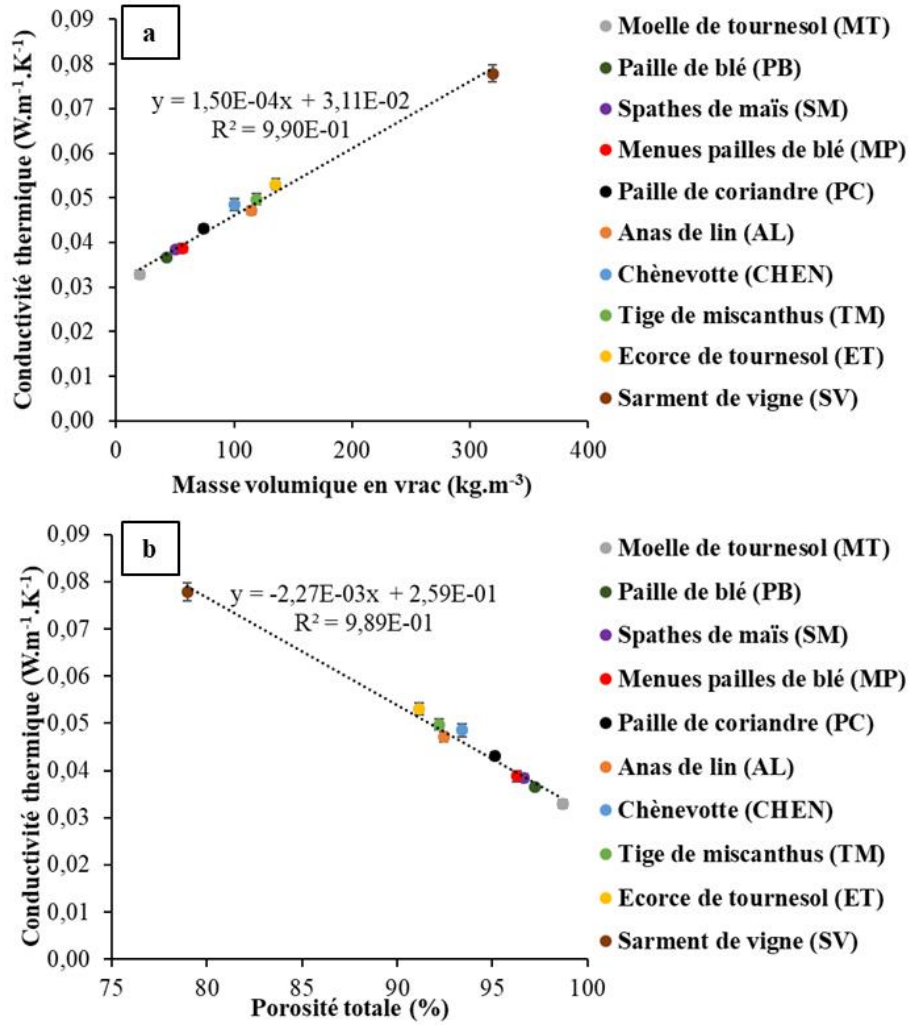 a
Conductivité thermique (W.m⁻¹.K⁻¹)
0,09
0,08
0,07
0,06
0,05
0,04
0,03
0,02
0,01
0,00
y = 1,50E-04x + 3,11E-02
R² = 9,90E-01
0 100 200 300 400
Masse volumique en vrac (kg.m⁻³)
Moelle de tournesol (MT)
Paille de blé (PB)
Spathes de maïs (SM)
Menues pailles de blé (MP)
Paille de coriandre (PC)
Anas de lin (AL)
Chènevotte (CHEN)
Tige de miscanthus (TM)
Ecorce de tournesol (ET)
Sarment de vigne (SV)
b
Conductivité thermique (W.m⁻¹.K⁻¹)
0,09
0,08
0,07
0,06
0,05
0,04
0,03
0,02
0,01
0,00
y = -2,27E-03x + 2,59E-01
R² = 9,89E-01
75 80 85 90 95 100
Porosité totale (%)
Moelle de tournesol (MT)
Paille de blé (PB)
Spathes de maïs (SM)
Menues pailles de blé (MP)
Paille de coriandre (PC)
Anas de lin (AL)
Chènevotte (CHEN)
Tige de miscanthus (TM)
Ecorce de tournesol (ET)
Sarment de vigne (SV)